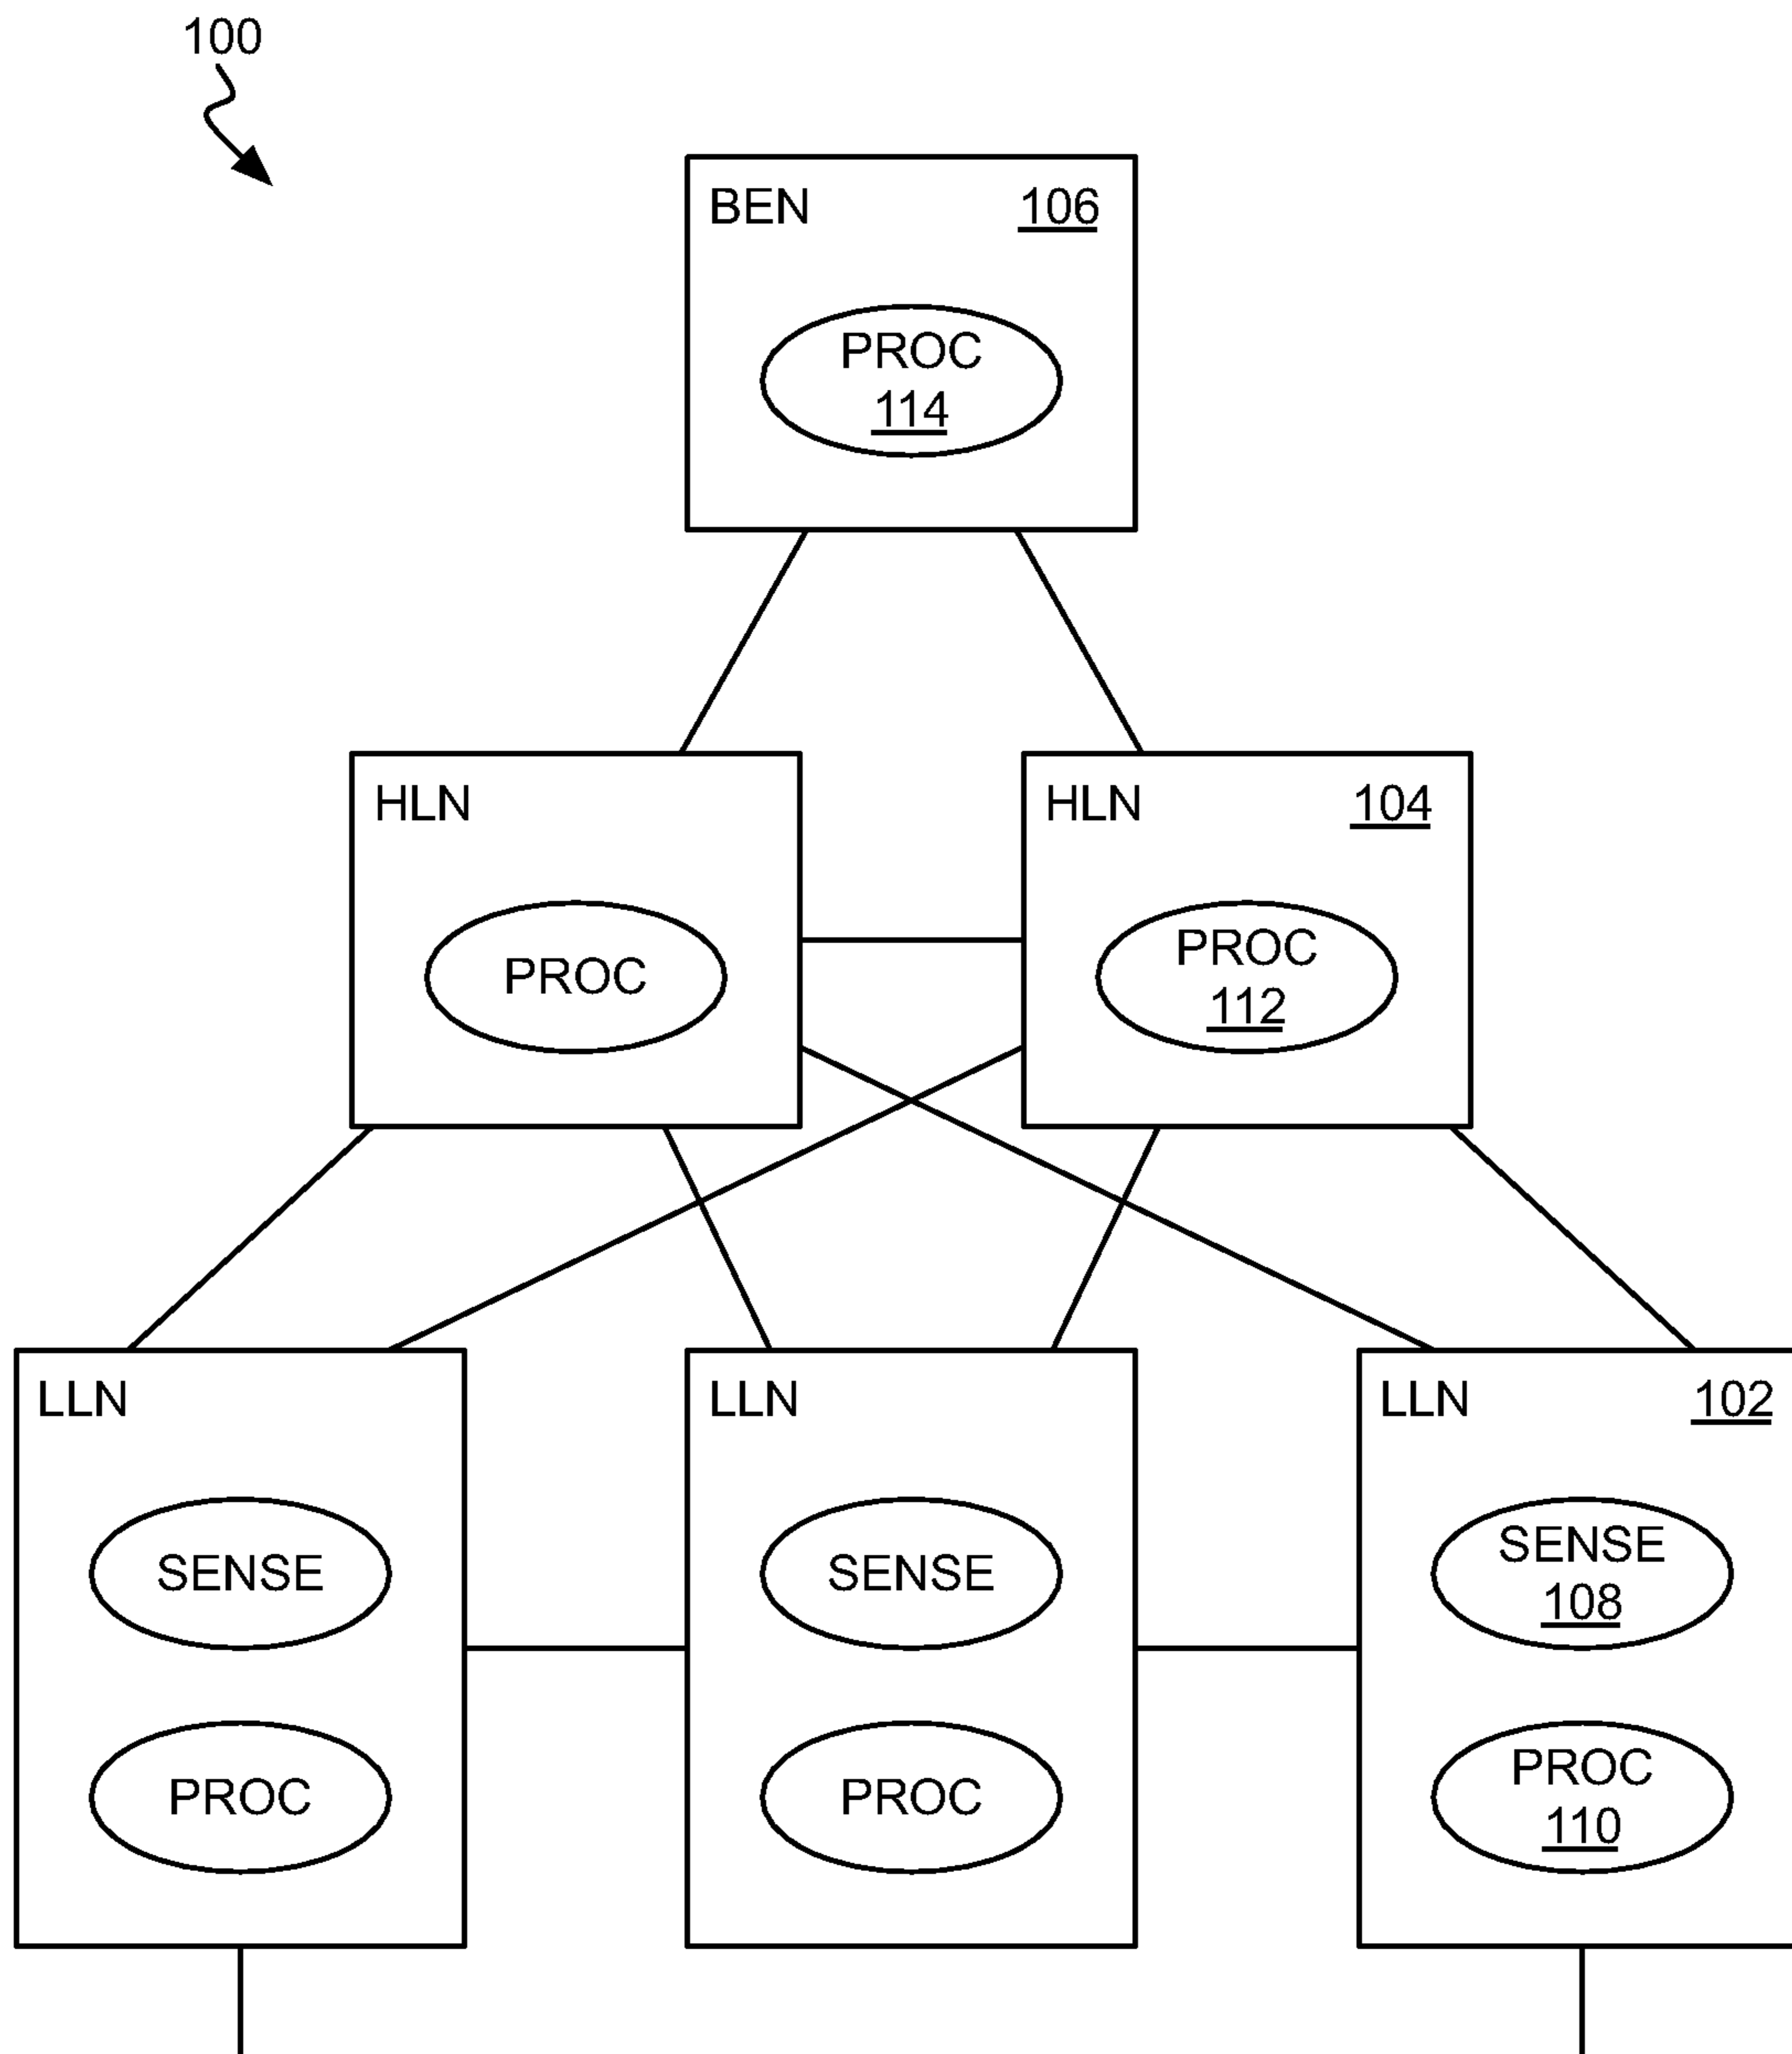 100
BEN 106
PROC
114
HLN
HLN 104
PROC
PROC
112
LLN
LLN
LLN 102
SENSE
SENSE
SENSE
108
PROC
PROC
PROC
110